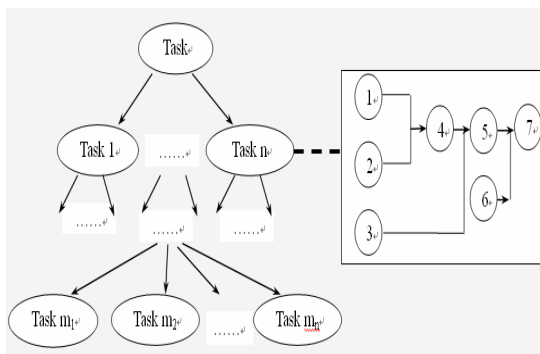 Task
Task 1
......
Task n
......
......
......
Task m₁
Task m₂
......
Task mₙ
1
2
3
4
5
6
7